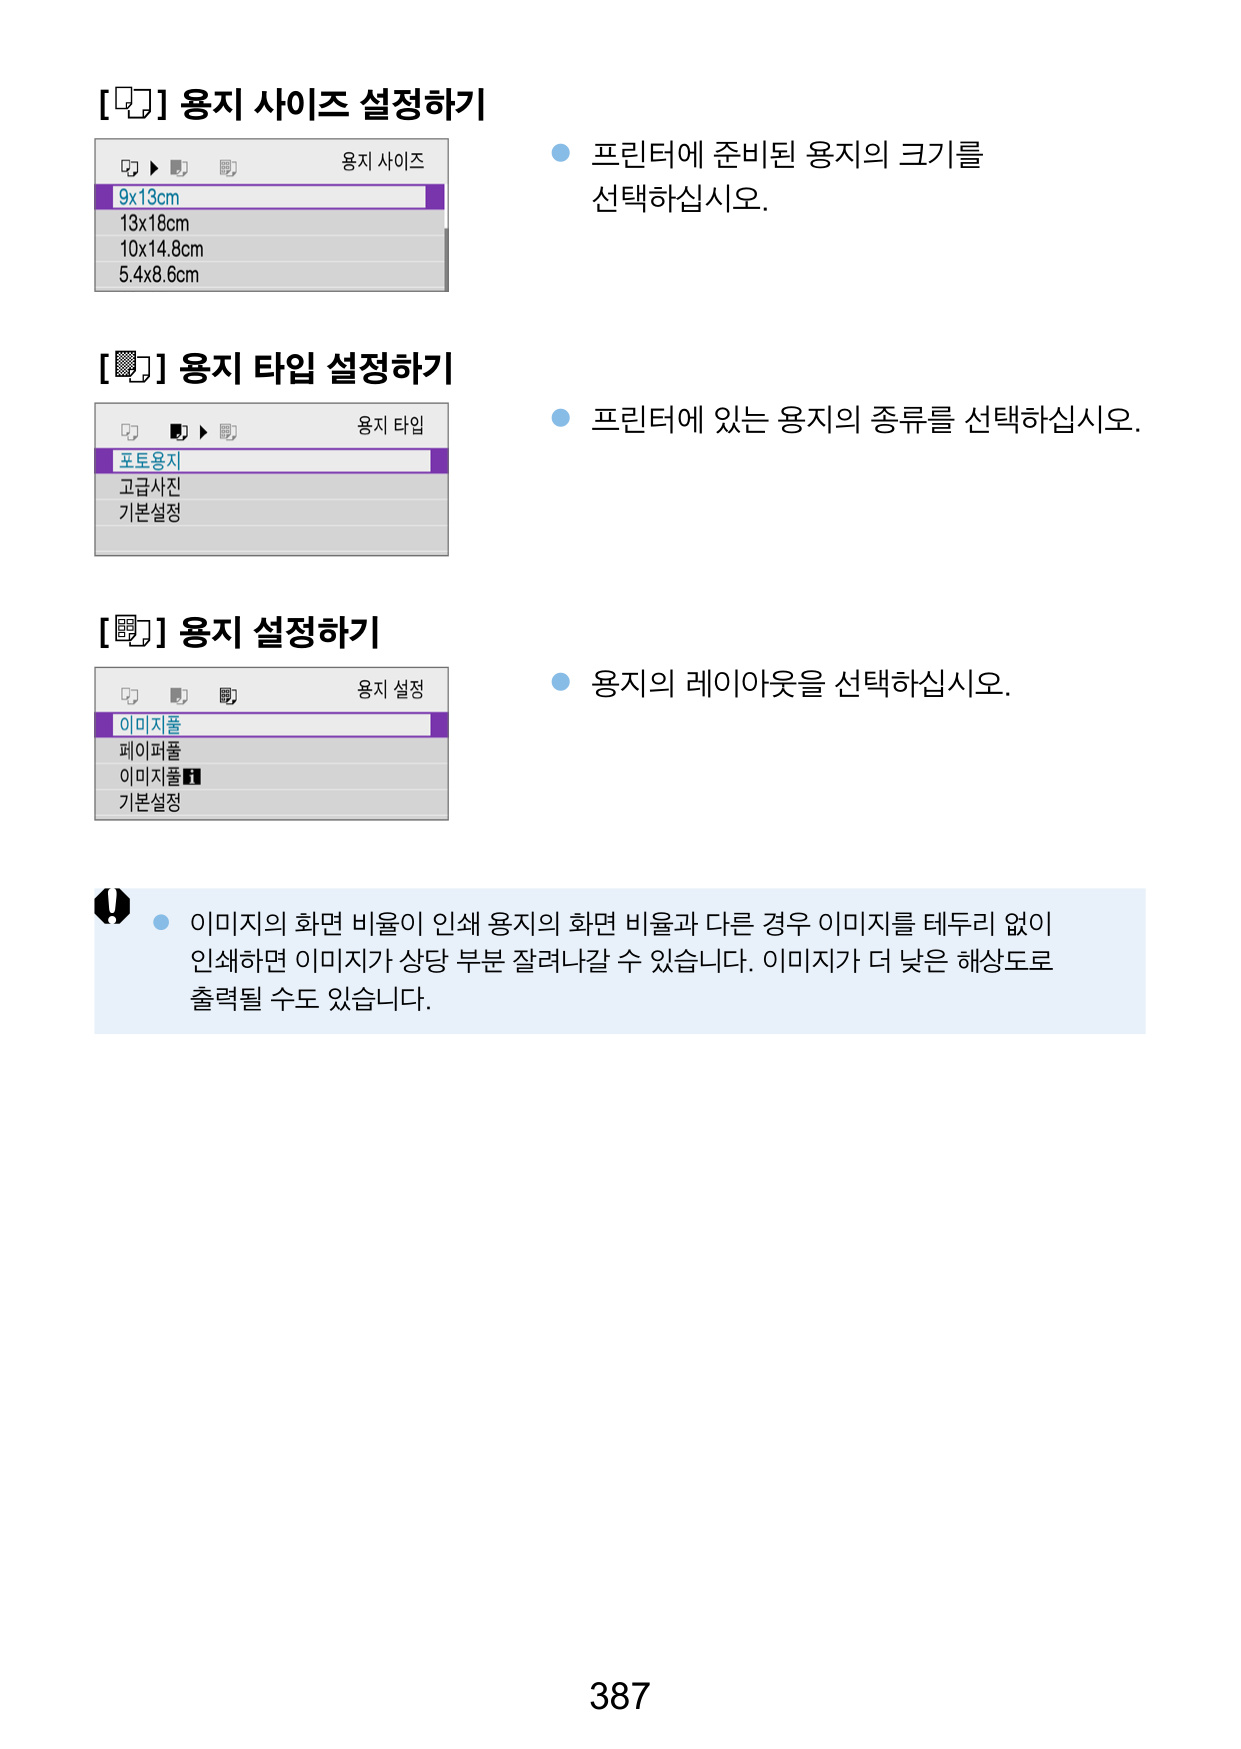 [ ] 용지 사이즈 설정하기
용지 사이즈
9x13cm
13x18cm
10x14.8cm
5.4x8.6cm
● 프린터에 준비된 용지의 크기를
선택하십시오.
[ ] 용지 타입 설정하기
용지 타입
포토용지
고급사진
기본설정
● 프린터에 있는 용지의 종류를 선택하십시오.
[ ] 용지 설정하기
용지 설정
이미지풀
페이퍼풀
이미지풀i
기본설정
● 용지의 레이아웃을 선택하십시오.
● 이미지의 화면 비율이 인쇄 용지의 화면 비율과 다른 경우 이미지를 테두리 없이
인쇄하면 이미지가 상당 부분 잘려나갈 수 있습니다. 이미지가 더 낮은 해상도로
출력될 수도 있습니다.
387